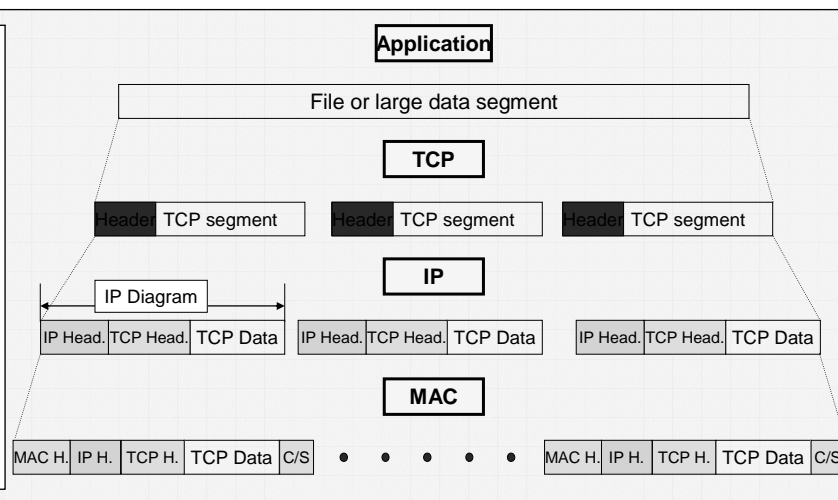 Application
File or large data segment
TCP
Header TCP segment Header TCP segment Header TCP segment
IP
IP Diagram
IP Head. TCP Head. TCP Data IP Head. TCP Head. TCP Data IP Head. TCP Head. TCP Data
MAC
MAC H. IP H. TCP H. TCP Data C/S MAC H. IP H. TCP H. TCP Data C/S